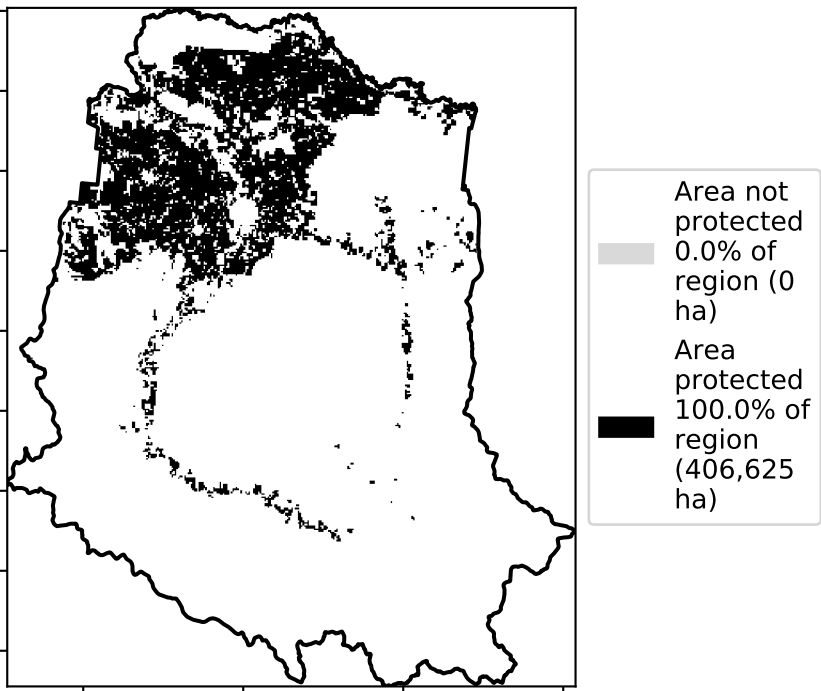 Area not
protected
0.0% of
region (0
ha)
Area
protected
100.0% of
region
(406,625
ha)